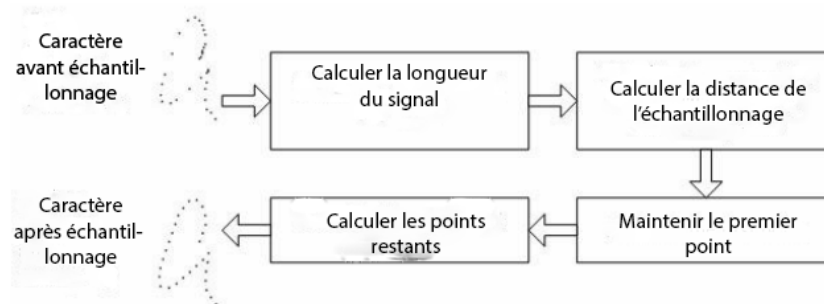 Caractère
avant échantil-
lonnage
Calculer la longueur
du signal
Calculer la distance de
l'échantillonnage
Caractère
après échantil-
lonnage
Calculer les points
restants
Maintenir le premier
point